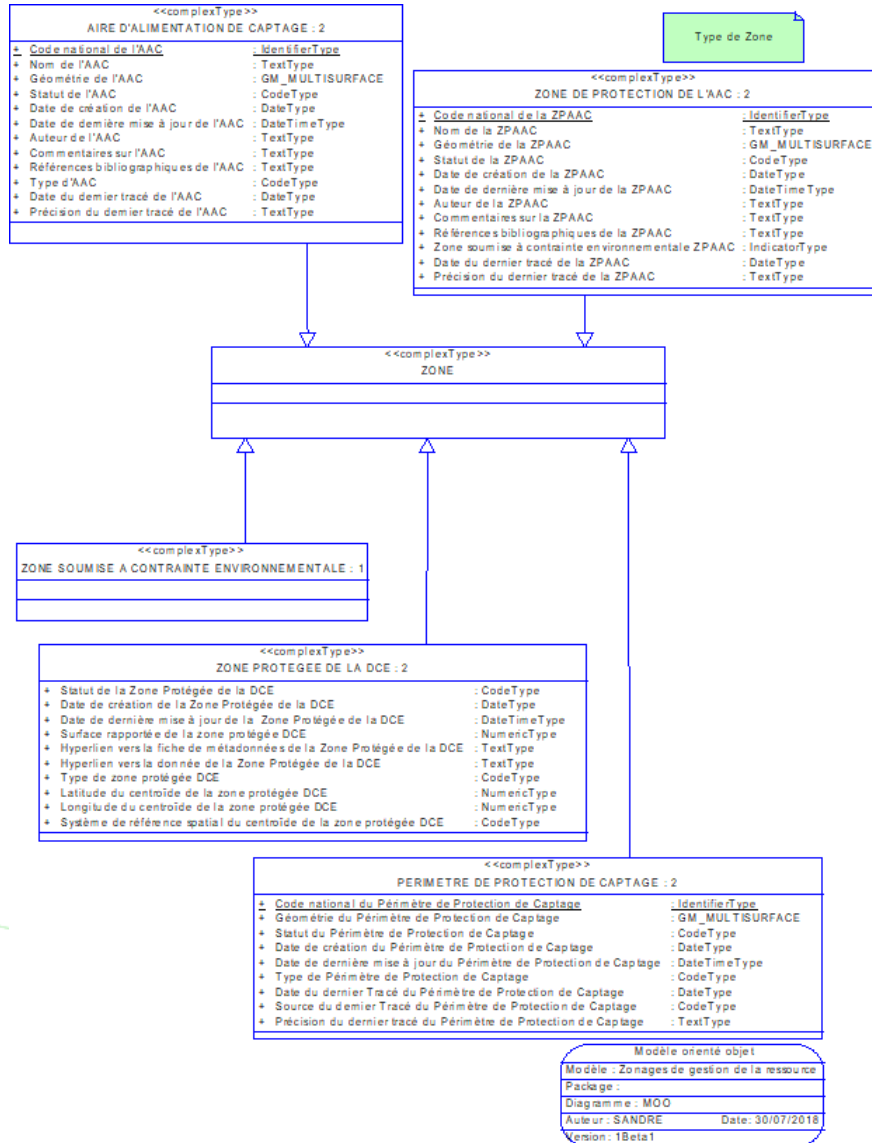 <<complexType>>
AIRE D'ALIMENTATION DE CAPTAGE : 2
+ Code national de l'AAC : IdentifierType
+ Nom de l'AAC : TextType
+ Géométrie de l'AAC : GM_MULTISURFACE
+ Statut de l'AAC : CodeType
+ Date de création de l'AAC : DateType
+ Date de dernière mise à jour de l'AAC : DateTimeType
+ Auteur de l'AAC : TextType
+ Commentaires sur l'AAC : TextType
+ Références bibliographiques de l'AAC : TextType
+ Type d'AAC : CodeType
+ Date du dernier tracé de l'AAC : DateType
+ Précision du dernier tracé de l'AAC : TextType
Type de Zone
<<complexType>>
ZONE DE PROTECTION DE L'AAC : 2
+ Code national de la ZPAAC : IdentifierType
+ Nom de la ZPAAC : TextType
+ Géométrie de la ZPAAC : GM_MULTISURFACE
+ Statut de la ZPAAC : CodeType
+ Date de création de la ZPAAC : DateType
+ Date de dernière mise à jour de la ZPAAC : DateTimeType
+ Auteur de la ZPAAC : TextType
+ Commentaires sur la ZPAAC : TextType
+ Références bibliographiques de la ZPAAC : TextType
+ Zone soumise à contrainte environnementale ZPAAC : IndicatorType
+ Date du dernier tracé de la ZPAAC : DateType
+ Précision du dernier tracé de la ZPAAC : TextType
<<complexType>>
ZONE
<<complexType>>
ZONE SOUMISE A CONTRAINTE ENVIRONNEMENTALE : 1
<<complexType>>
ZONE PROTEGEE DE LA DCE : 2
+ Statut de la Zone Protégée de la DCE : CodeType
+ Date de création de la Zone Protégée de la DCE : DateType
+ Date de dernière mise à jour de la Zone Protégée de la DCE : DateTimeType
+ Surface rapportée de la zone protégée DCE : NumericType
+ Hyperlien vers la fiche de métadonnées de la Zone Protégée de la DCE : TextType
+ Hyperlien vers la donnée de la Zone Protégée de la DCE : TextType
+ Type de zone protégée DCE : CodeType
+ Latitude du centroïde de la zone protégée DCE : NumericType
+ Longitude du centroïde de la zone protégée DCE : NumericType
+ Système de référence spatial du centroïde de la zone protégée DCE : CodeType
<<complexType>>
PERIMETRE DE PROTECTION DE CAPTAGE : 2
+ Code national du Périmètre de Protection de Captage : IdentifierType
+ Géométrie du Périmètre de Protection de Captage : GM_MULTISURFACE
+ Statut du Périmètre de Protection de Captage : CodeType
+ Date de création du Périmètre de Protection de Captage : DateType
+ Date de dernière mise à jour du Périmètre de Protection de Captage : DateTimeType
+ Type de Périmètre de Protection de Captage : CodeType
+ Date du dernier Tracé du Périmètre de Protection de Captage : DateType
+ Source du dernier Tracé du Périmètre de Protection de Captage : CodeType
+ Précision du dernier tracé du Périmètre de Protection de Captage : TextType
Modèle orienté objet
Modèle : Zonages de gestion de la ressource
Package :
Diagramme : MOO
Auteur : SANDRE Date: 30/07/2018
Version : 1Beta1